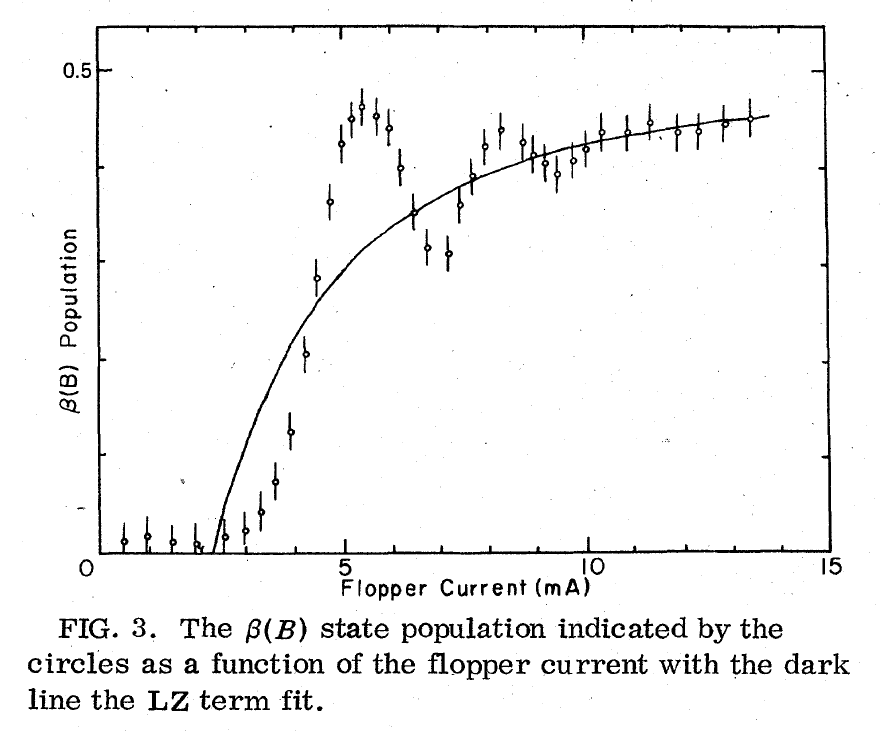 0.5
β(B) Population
0 5 10 15
Flopper Current (mA)
FIG. 3. The β(B) state population indicated by the
circles as a function of the flopper current with the dark
line the LZ term fit.